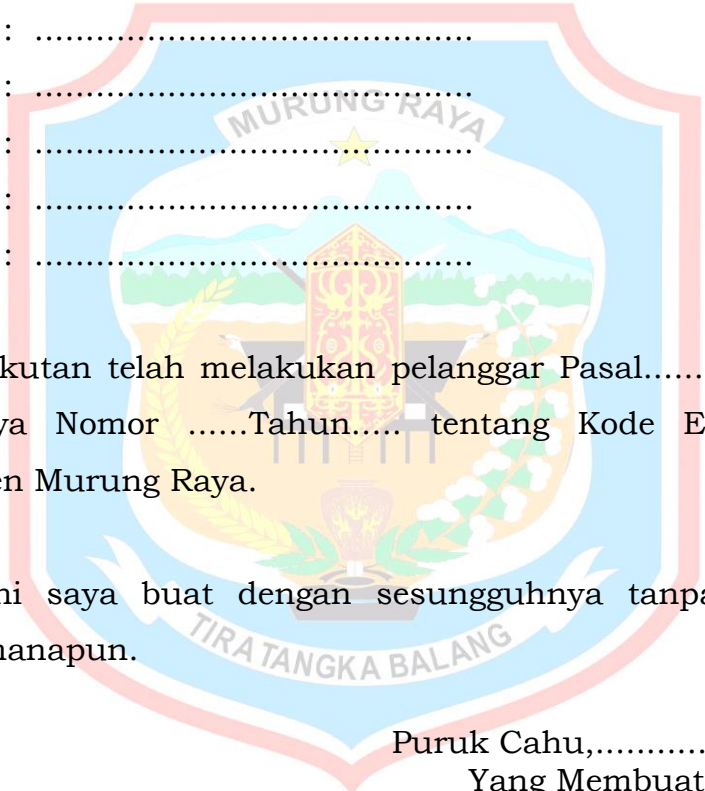 : ................................................
: ................................................
MURUNG RAYA
: ................................................
: ................................................
: ................................................
kutan telah melakukan pelanggar Pasal......
ya Nomor ......Tahun..... tentang Kode E
en Murung Raya.
ni saya buat dengan sesungguhnya tanpa
manapun.
TIRA TANGKA BALANG
Puruk Cahu,...........
Yang Membuat